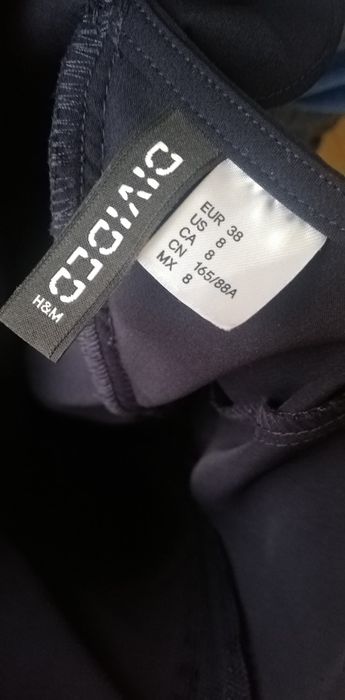 DIVIDED
H&M
EUR 38
US 8
CA 8
CN 165/88A
MX 8